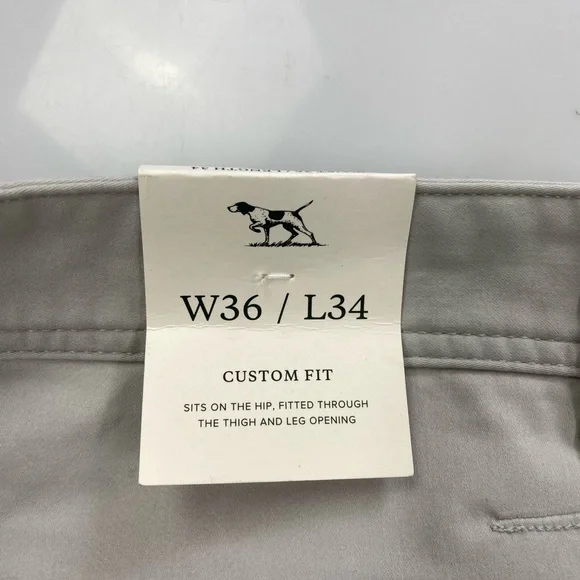 W36 / L34
CUSTOM FIT
SITS ON THE HIP, FITTED THROUGH
THE THIGH AND LEG OPENING